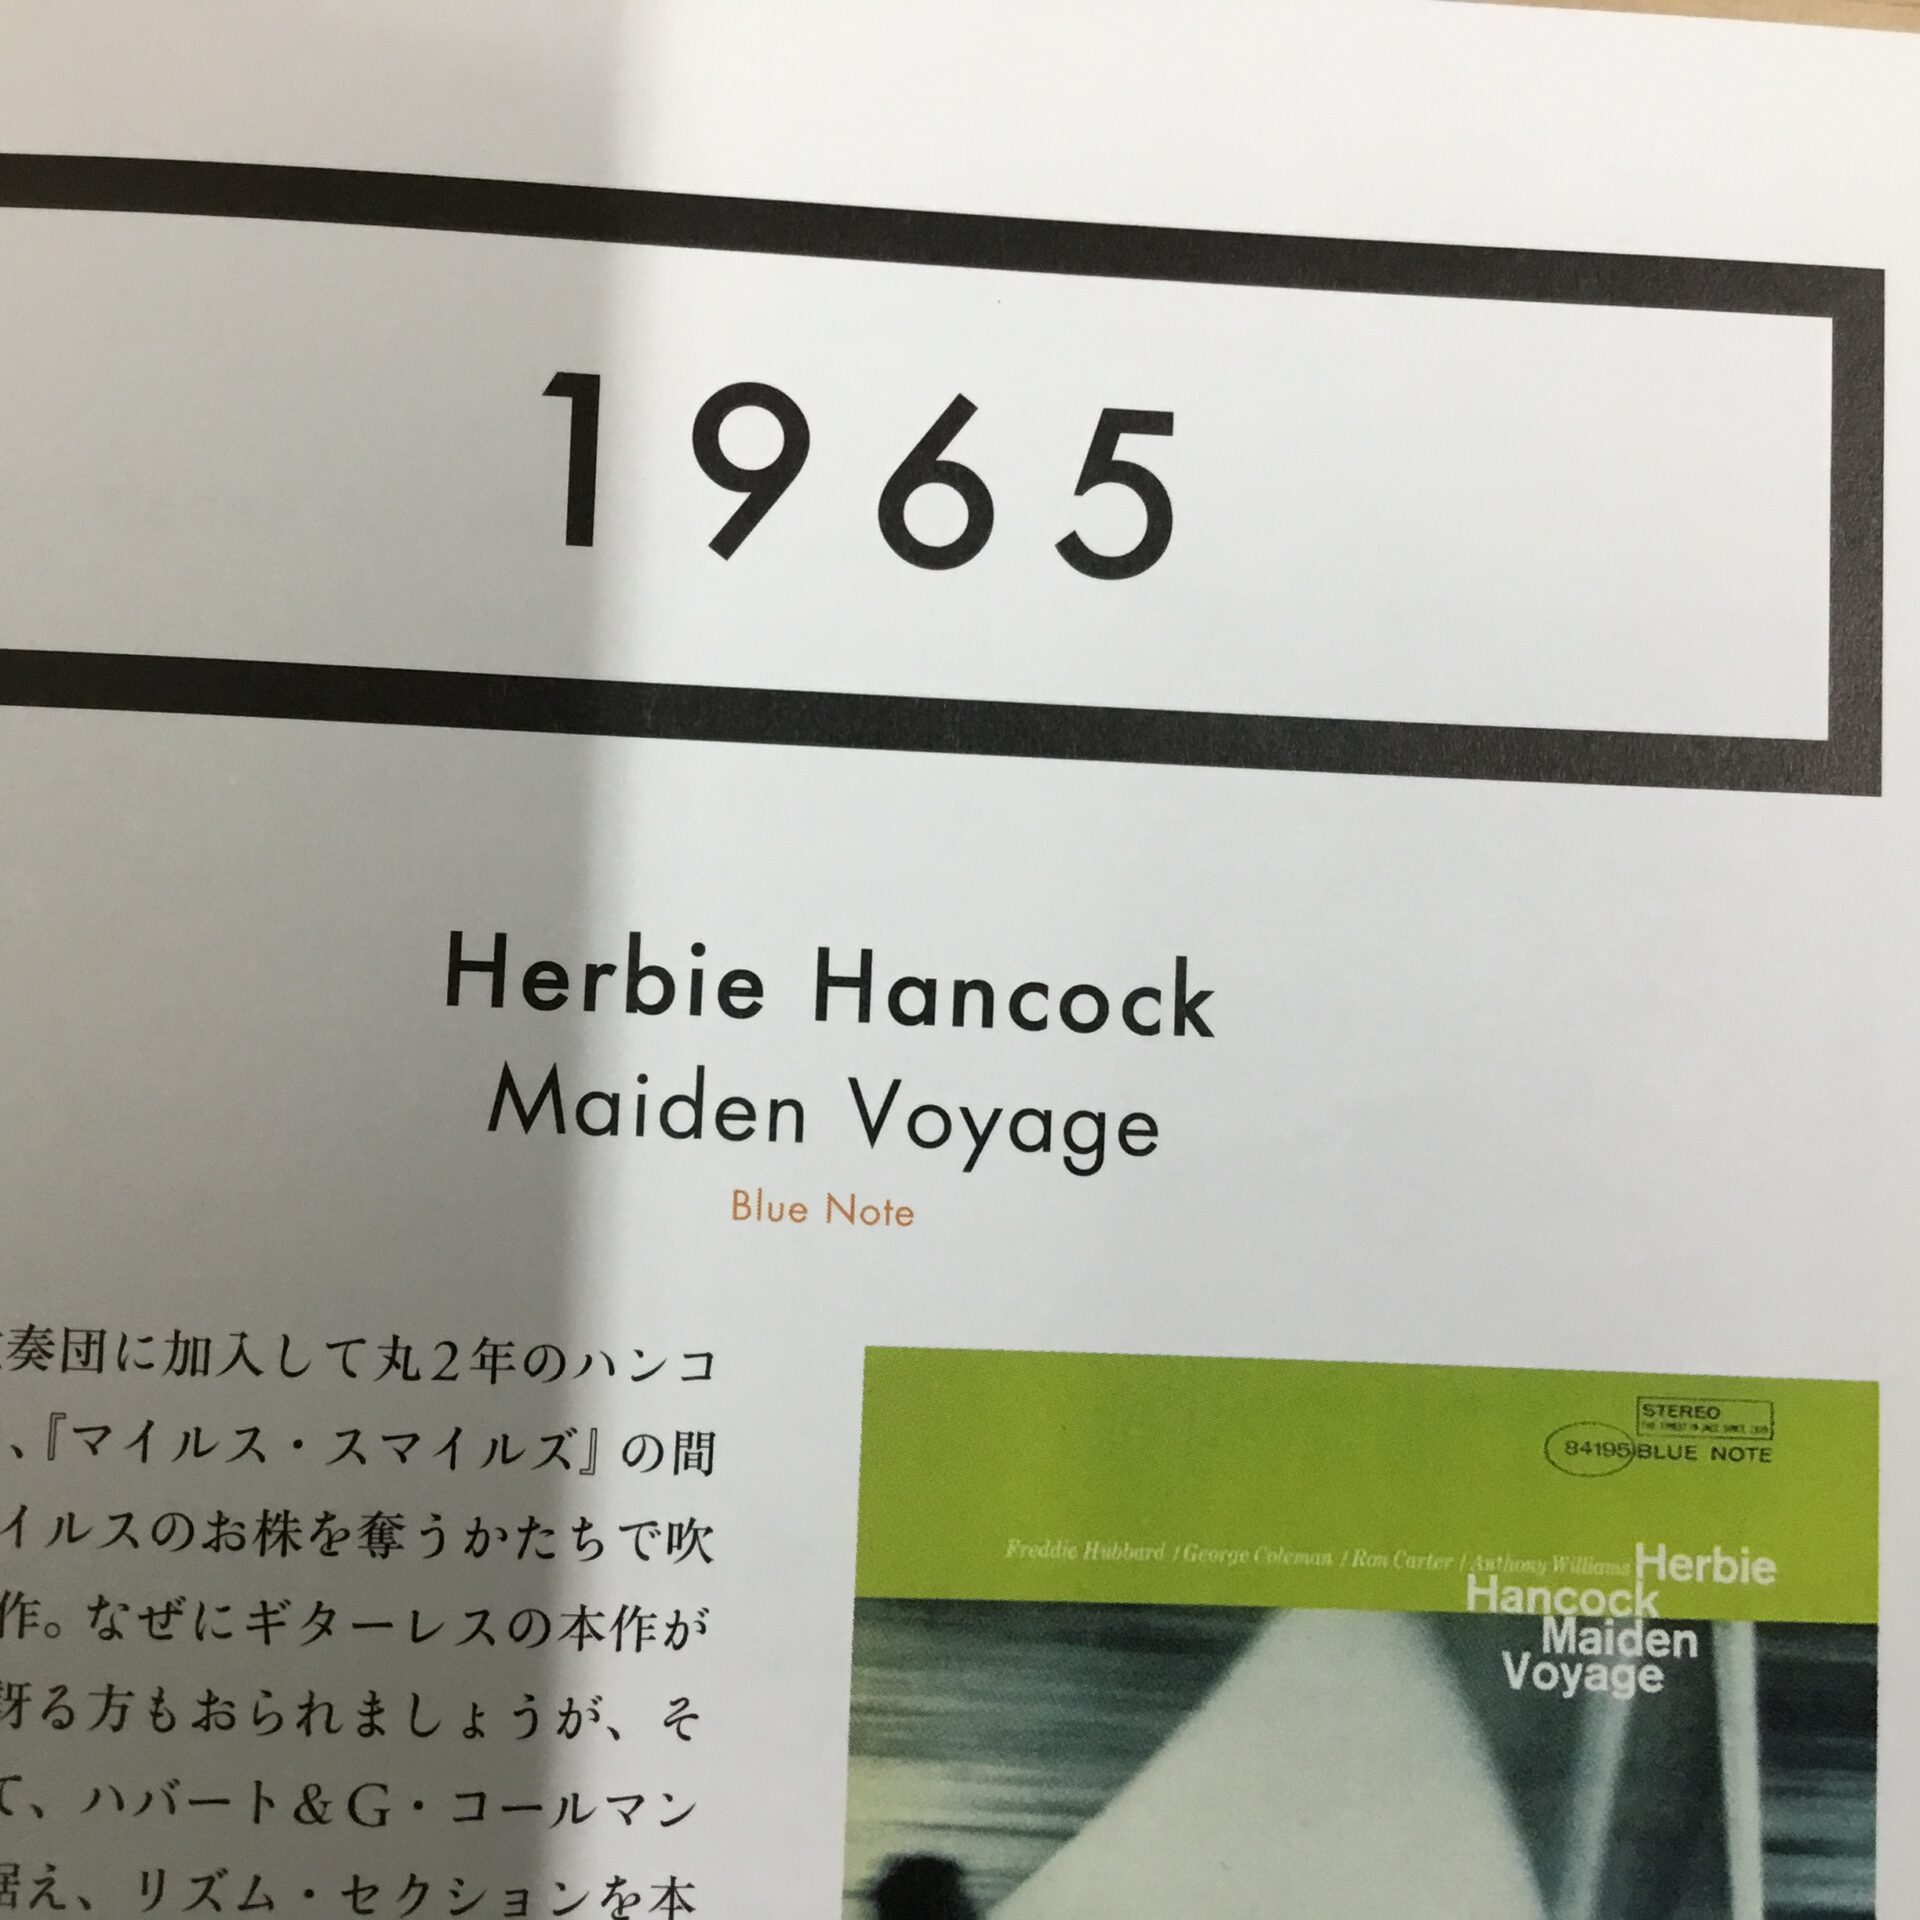 1965
Herbie Hancock
Maiden Voyage
Blue Note
奏団に加入して丸2年のハンコ
、『マイルス・スマイルズ』の間
イルスのお株を奪うかたちで吹
作。なぜにギターレスの本作が
訝る方もおられましょうが、そ
て、ハバート&G・コールマン
据え、リズム・セクションを本
STEREO
84195 BLUE NOTE
Freddie Hubbard / George Coleman / Ron Carter / Anthony Williams Herbie
Hancock
Maiden
Voyage